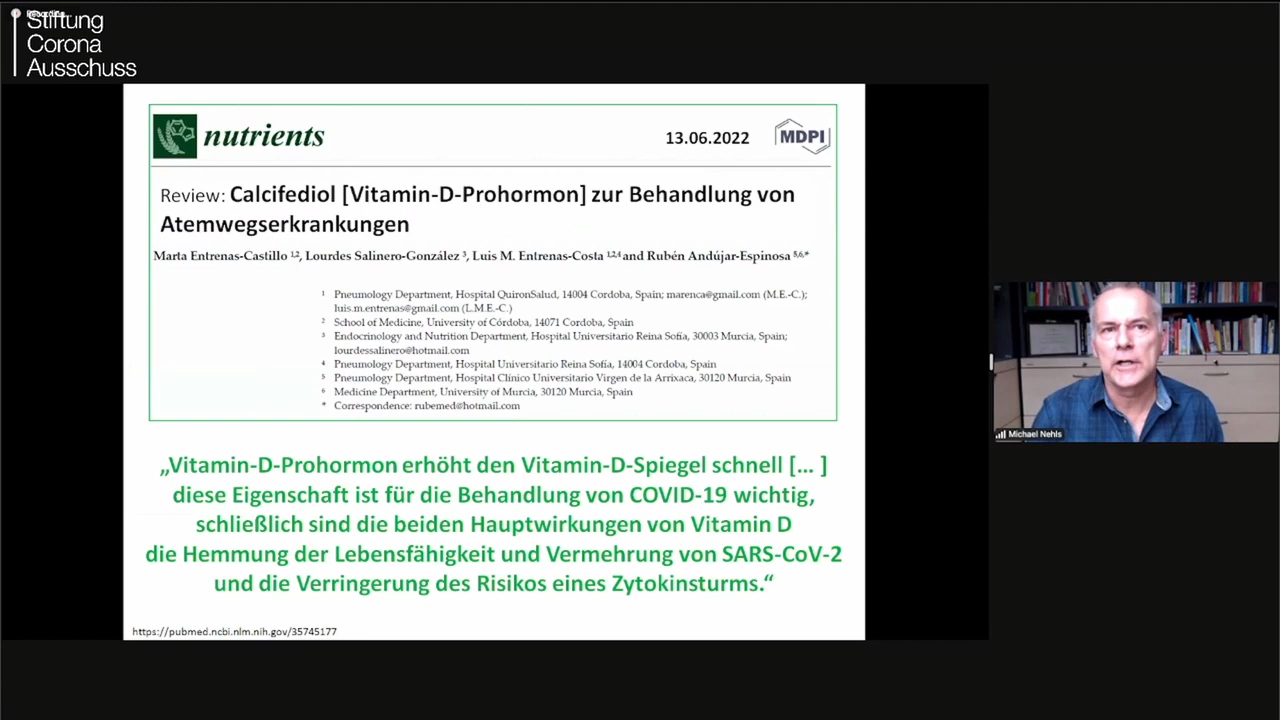 Stiftung
Corona
Ausschuss
nutrients
13.06.2022
MDPI
Review: Calcifediol [Vitamin-D-Prohormon] zur Behandlung von
Atemwegserkrankungen
Marta Entrenas-Castillo 1,2, Lourdes Salinero-González 3, Luis M. Entrenas-Costa 1,2,4 and Rubén Andújar-Espinosa 5,6,*
1 Pneumology Department, Hospital QuironSalud, 14004 Cordoba, Spain; marenca@gmail.com (M.E.-C.);
luis.m.entrenas@gmail.com (L.M.E.-C.)
2 School of Medicine, University of Córdoba, 14071 Cordoba, Spain
3 Endocrinology and Nutrition Department, Hospital Universitario Reina Sofía, 30003 Murcia, Spain;
lourdessalinero@hotmail.com
4 Pneumology Department, Hospital Universitario Reina Sofía, 14004 Cordoba, Spain
5 Pneumology Department, Hospital Clínico Universitario Virgen de la Arrixaca, 30120 Murcia, Spain
6 Medicine Department, University of Murcia, 30120 Murcia, Spain
* Correspondence: rubemed@hotmail.com
„Vitamin-D-Prohormon erhöht den Vitamin-D-Spiegel schnell [... ]
diese Eigenschaft ist für die Behandlung von COVID-19 wichtig,
schließlich sind die beiden Hauptwirkungen von Vitamin D
die Hemmung der Lebensfähigkeit und Vermehrung von SARS-CoV-2
und die Verringerung des Risikos eines Zytokinsturms.“
https://pubmed.ncbi.nlm.nih.gov/35745177
Michael Nehls